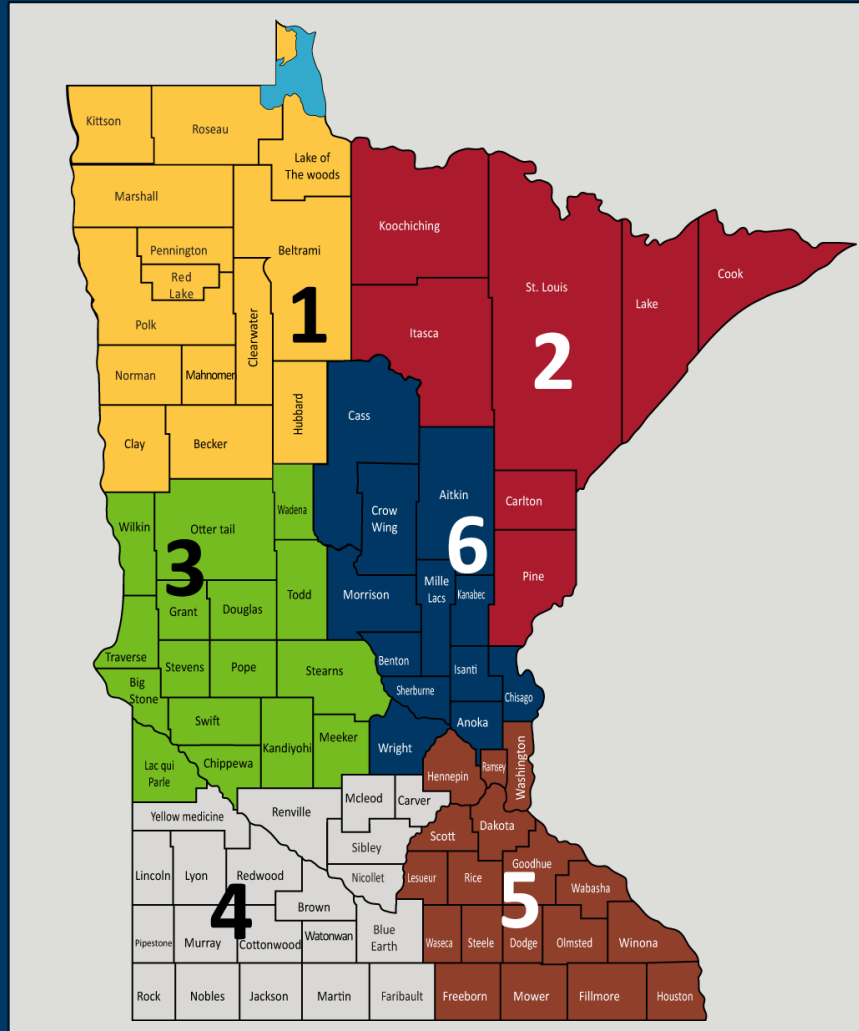 Kittson
Roseau
Lake of
The woods
Marshall
Koochiching
Pennington
Beltrami
Red
Lake
Cook
St. Louis
Lake
1
Polk
Clearwater
Itasca
2
Norman
Mahnomen
Hubbard
Cass
Clay
Becker
Wadena
Aitkin
Carlton
Wilkin
Otter tail
Crow
Wing
6
3
Pine
Mille
Lacs
Kanabec
Todd
Morrison
Grant
Douglas
Traverse
Stevens
Pope
Stearns
Benton
Isanti
Big
Stone
Sherburne
Chisago
Swift
Anoka
Kandiyohi
Meeker
Wright
Washington
Lac qui
Parle
Chippewa
Hennepin
Ramsey
Mcleod
Carver
Yellow medicine
Renville
Scott
Dakota
Sibley
Goodhue
Lincoln
Lyon
Redwood
Nicollet
Lesueur
Rice
Wabasha
4
5
Brown
Pipestone
Murray
Cottonwood
Watonwan
Blue
Earth
Waseca
Steele
Dodge
Olmsted
Winona
Rock
Nobles
Jackson
Martin
Faribault
Freeborn
Mower
Fillmore
Houston